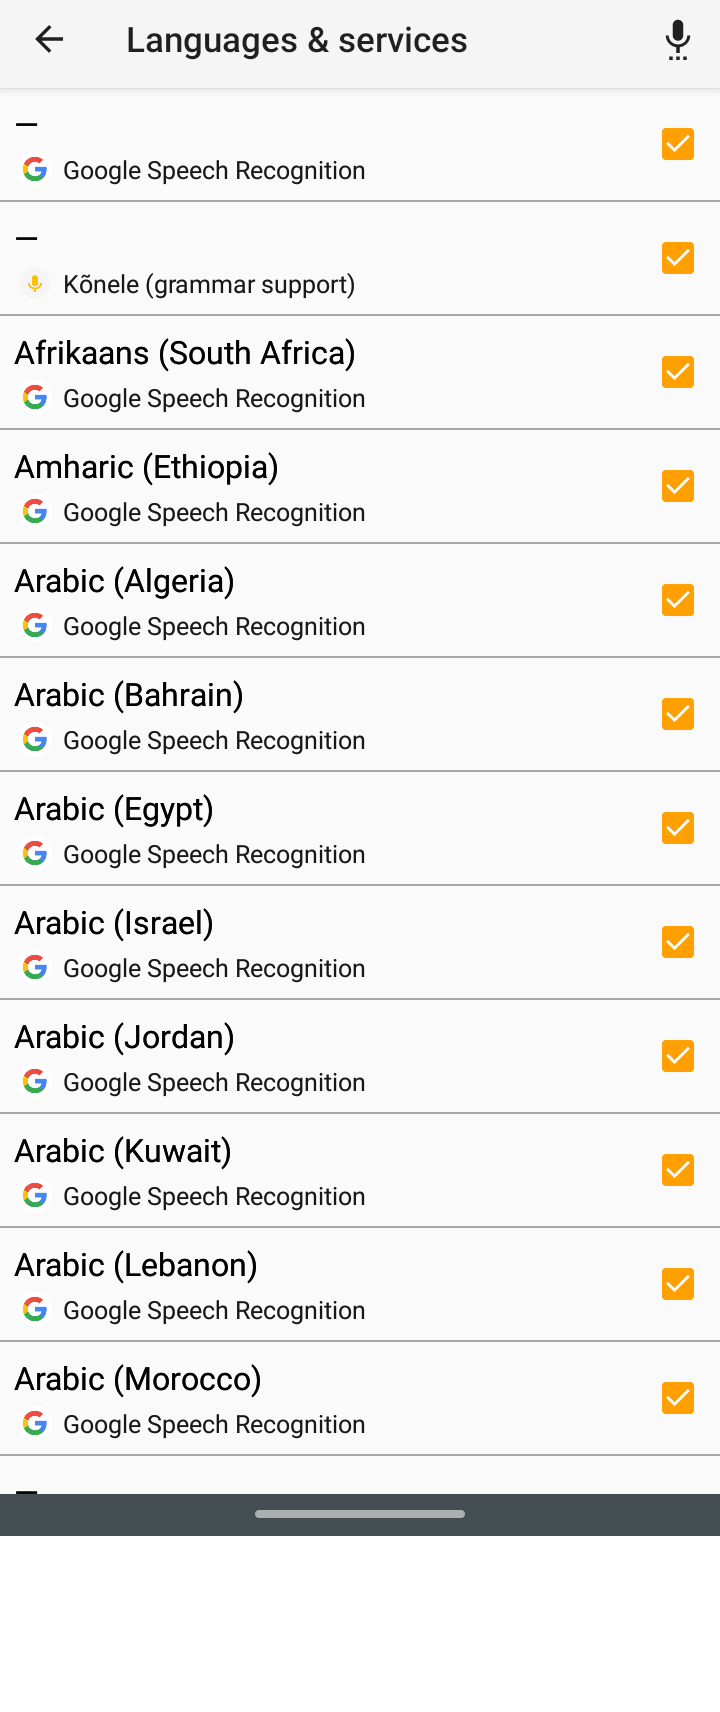 Languages & services
–
Google Speech Recognition
–
Kõnele (grammar support)
Afrikaans (South Africa)
Google Speech Recognition
Amharic (Ethiopia)
Google Speech Recognition
Arabic (Algeria)
Google Speech Recognition
Arabic (Bahrain)
Google Speech Recognition
Arabic (Egypt)
Google Speech Recognition
Arabic (Israel)
Google Speech Recognition
Arabic (Jordan)
Google Speech Recognition
Arabic (Kuwait)
Google Speech Recognition
Arabic (Lebanon)
Google Speech Recognition
Arabic (Morocco)
Google Speech Recognition